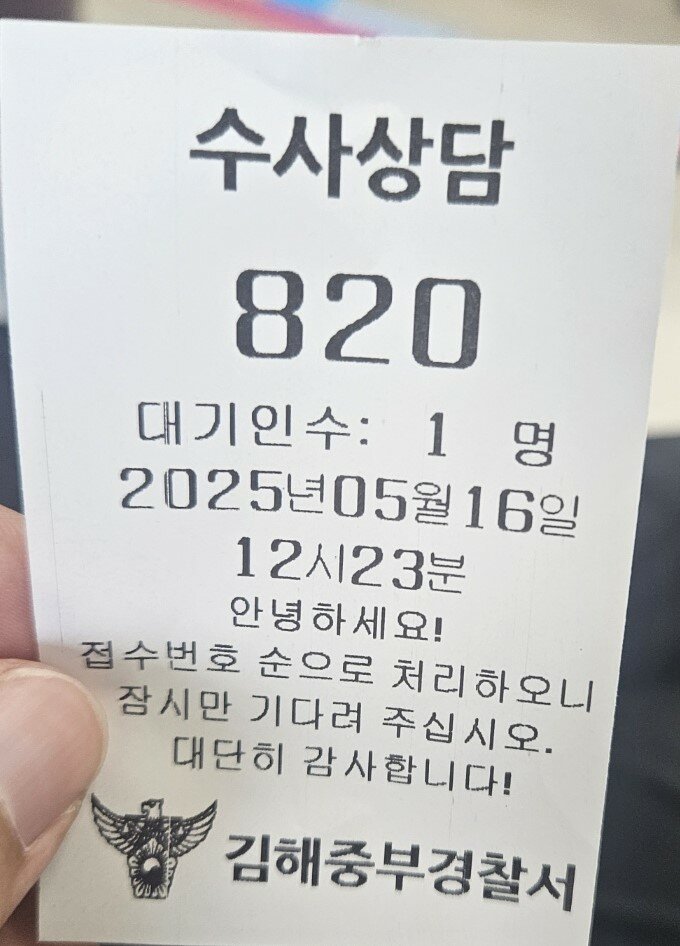 수사상담
820
대기인수: 1 명
2025년05월16일
12시23분
안녕하세요!
접수번호 순으로 처리하오니
잠시만 기다려 주십시오.
대단히 감사합니다!
김해중부경찰서